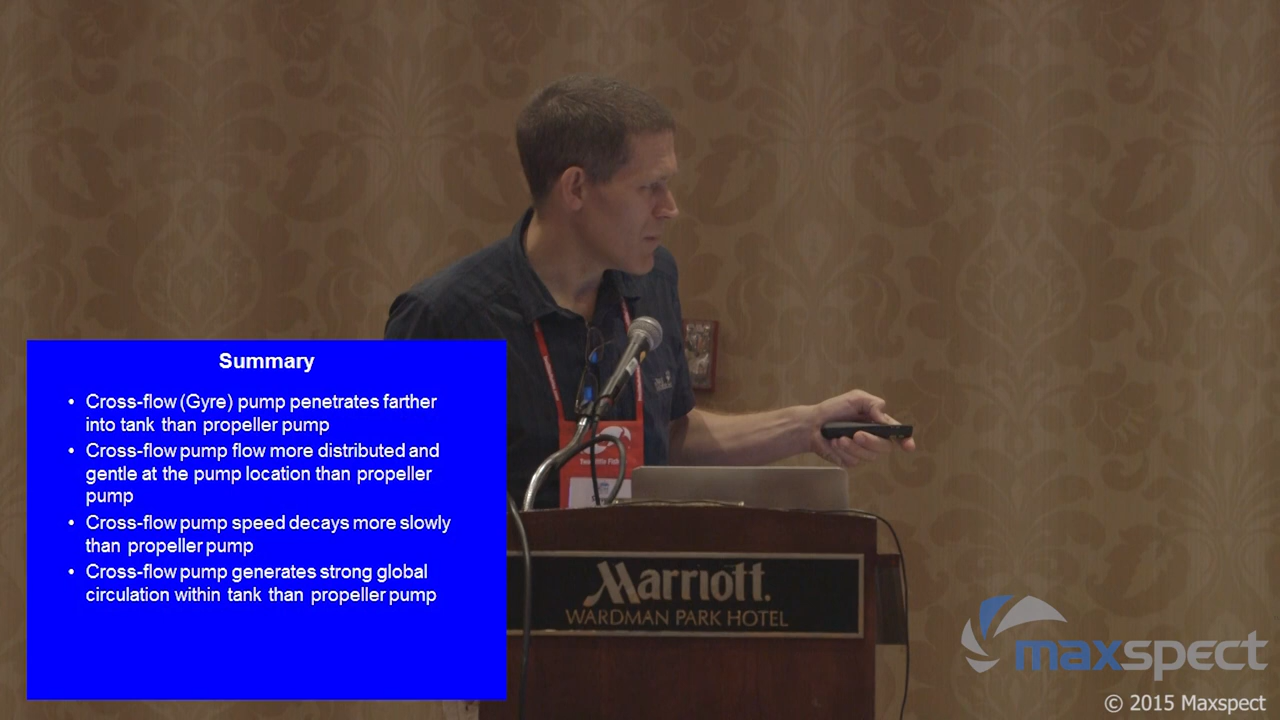 Summary
• Cross-flow (Gyre) pump penetrates farther
into tank than propeller pump
• Cross-flow pump flow more distributed and
gentle at the pump location than propeller
pump
• Cross-flow pump speed decays more slowly
than propeller pump
• Cross-flow pump generates strong global
circulation within tank than propeller pump
Marriott.
WARDMAN PARK HOTEL
maxspect
© 2015 Maxspect